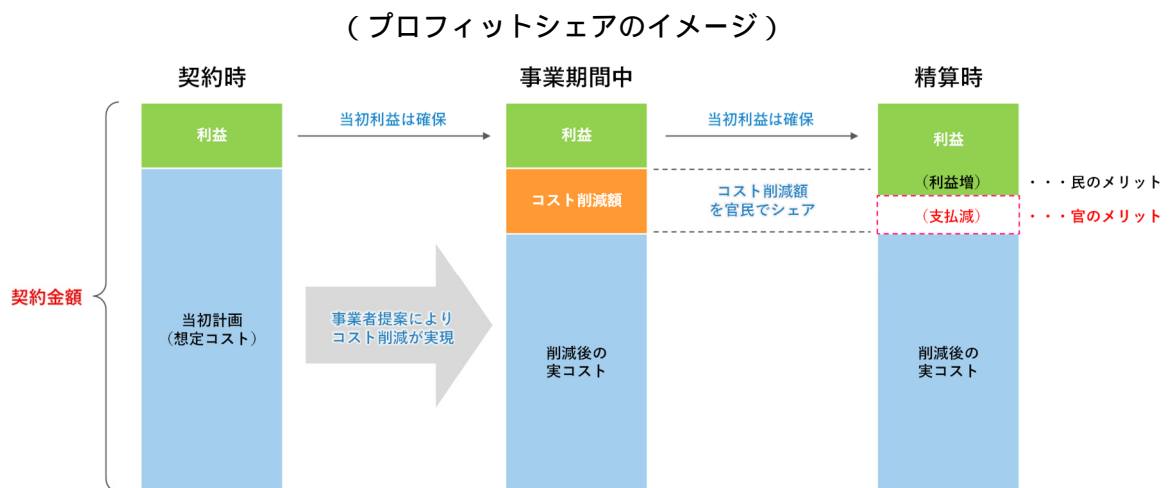 （プロフィットシェアのイメージ）
契約時
事業期間中
精算時
利益
当初利益は確保
利益
当初利益は確保
利益
コスト削減額
コスト削減額
を官民でシェア
（利益増）
・・・民のメリット
（支払減）
・・・官のメリット
契約金額
当初計画
（想定コスト）
事業者提案により
コスト削減が実現
削減後の
実コスト
削減後の
実コスト